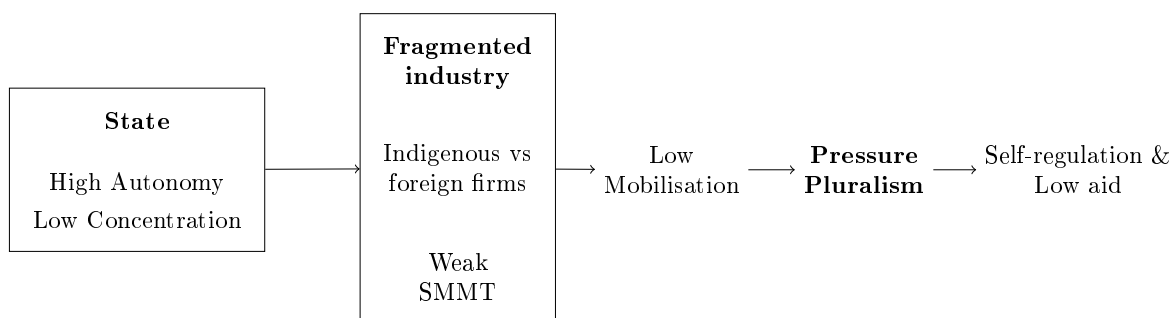 State
High Autonomy
Low Concentration
Fragmented
industry
Indigenous vs
foreign firms
Weak
SMMT
Low
Mobilisation
Pressure
Pluralism
Self-regulation &
Low aid